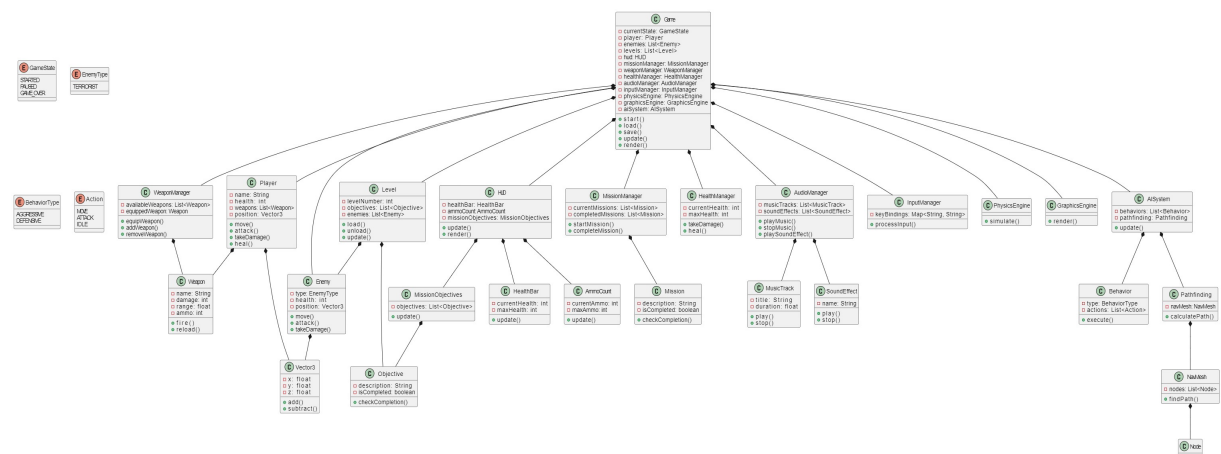 Game
currentState: GameState
player: Player
enemies: List<Enemy>
levels: List<Level>
hud: HUD
missionManager: MissionManager
weaponManager: WeaponManager
healthManager: HealthManager
audioManager: AudioManager
inputManager: InputManager
physicsEngine: PhysicsEngine
graphicsEngine: GraphicsEngine
aiSystem: AISystem
start()
load()
save()
update()
render()
GameState
STARTED
PAUSED
GAME_OVER
EnemyType
TERRORIST
BehaviorType
AGGRESSIVE
DEFENSIVE
Action
MOVE
ATTACK
IDLE
WeaponManager
availableWeapons: List<Weapon>
equippedWeapon: Weapon
equipWeapon()
addWeapon()
removeWeapon()
Player
name: String
health: int
weapons: List<Weapon>
position: Vector3
move()
attack()
takeDamage()
heal()
Level
levelNumber: int
objectives: List<Objective>
enemies: List<Enemy>
load()
unload()
update()
HUD
healthBar: HealthBar
ammoCount: AmmoCount
missionObjectives: MissionObjectives
update()
render()
MissionManager
currentMissions: List<Mission>
completedMissions: List<Mission>
startMission()
completeMission()
HealthManager
currentHealth: int
maxHealth: int
takeDamage()
heal()
AudioManager
musicTracks: List<MusicTrack>
soundEffects: List<SoundEffect>
playMusic()
stopMusic()
playSoundEffect()
InputManager
keyBindings: Map<String, String>
processInput()
PhysicsEngine
simulate()
GraphicsEngine
render()
AISystem
behaviors: List<Behavior>
pathfinding: Pathfinding
update()
Weapon
name: String
damage: int
range: float
ammo: int
fire()
reload()
Enemy
type: EnemyType
health: int
position: Vector3
move()
attack()
takeDamage()
MissionObjectives
objectives: List<Objective>
update()
HealthBar
currentHealth: int
maxHealth: int
update()
AmmoCount
currentAmmo: int
maxAmmo: int
update()
Mission
description: String
isCompleted: boolean
checkCompletion()
MusicTrack
title: String
duration: float
play()
stop()
SoundEffect
name: String
play()
stop()
Behavior
type: BehaviorType
actions: List<Action>
execute()
Pathfinding
navMesh: NavMesh
calculatePath()
Vector3
x: float
y: float
z: float
add()
subtract()
Objective
description: String
isCompleted: boolean
checkCompletion()
NavMesh
nodes: List<Node>
findPath()
Node